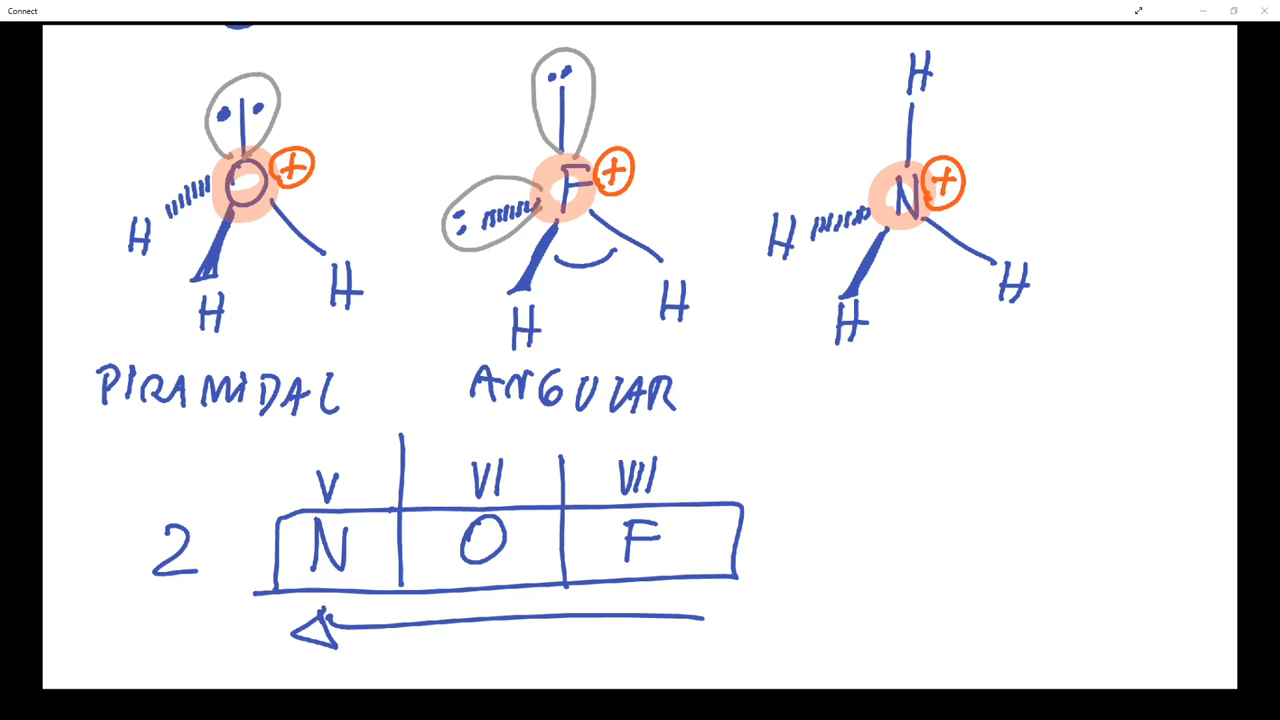 Connect
H
O + F + N +
H H H
H H H H H H
PIRAMIDAL ANGULAR
V VI VII
2 N O F